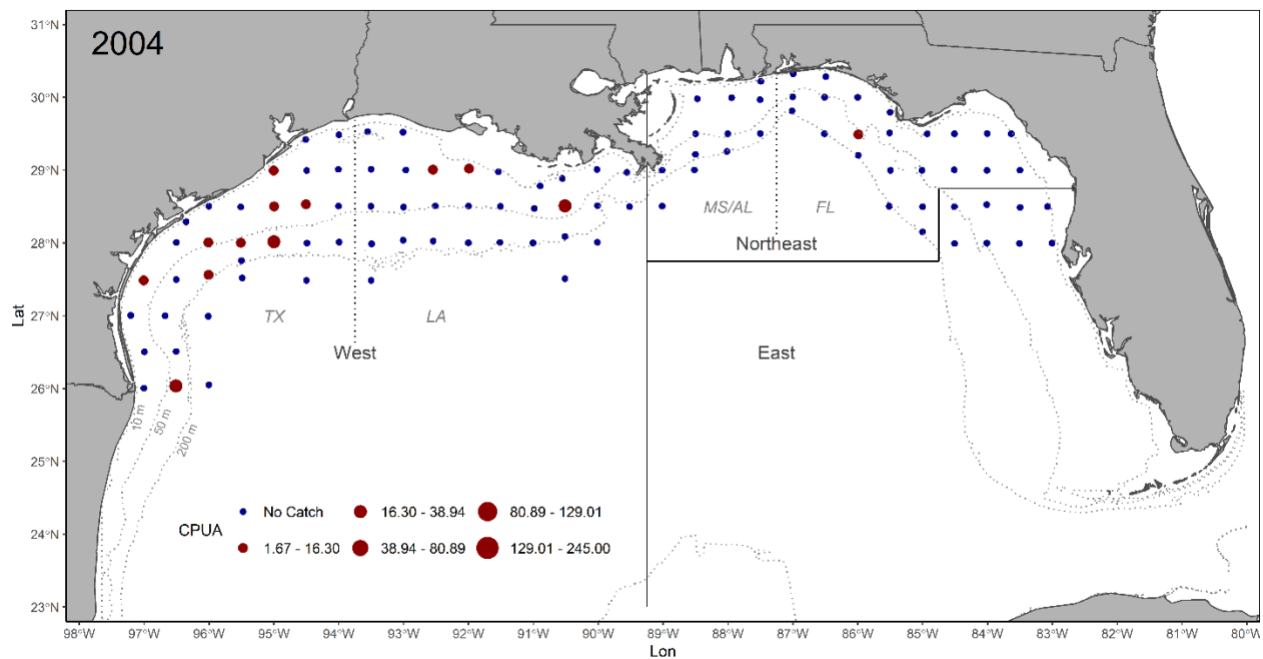 2004
31°N
30°N
29°N
28°N
27°N
26°N
25°N
24°N
23°N
Lat
MS/AL
FL
Northeast
TX
LA
West
East
10 m
50 m
200 m
CPUA
No Catch
16.30 - 38.94
80.89 - 129.01
1.67 - 16.30
38.94 - 80.89
129.01 - 245.00
98°W 97°W 96°W 95°W 94°W 93°W 92°W 91°W 90°W 89°W 88°W 87°W 86°W 85°W 84°W 83°W 82°W 81°W 80°W
Lon